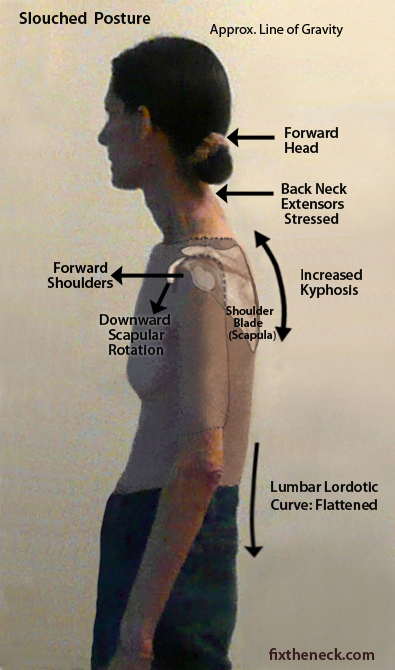 Slouched Posture
Approx. Line of Gravity
Forward
Head
Back Neck
Extensors
Stressed
Forward
Shoulders
Increased
Kyphosis
Downward
Scapular
Rotation
Shoulder
Blade
(Scapula)
Lumbar Lordotic
Curve: Flattened
fixtheneck.com